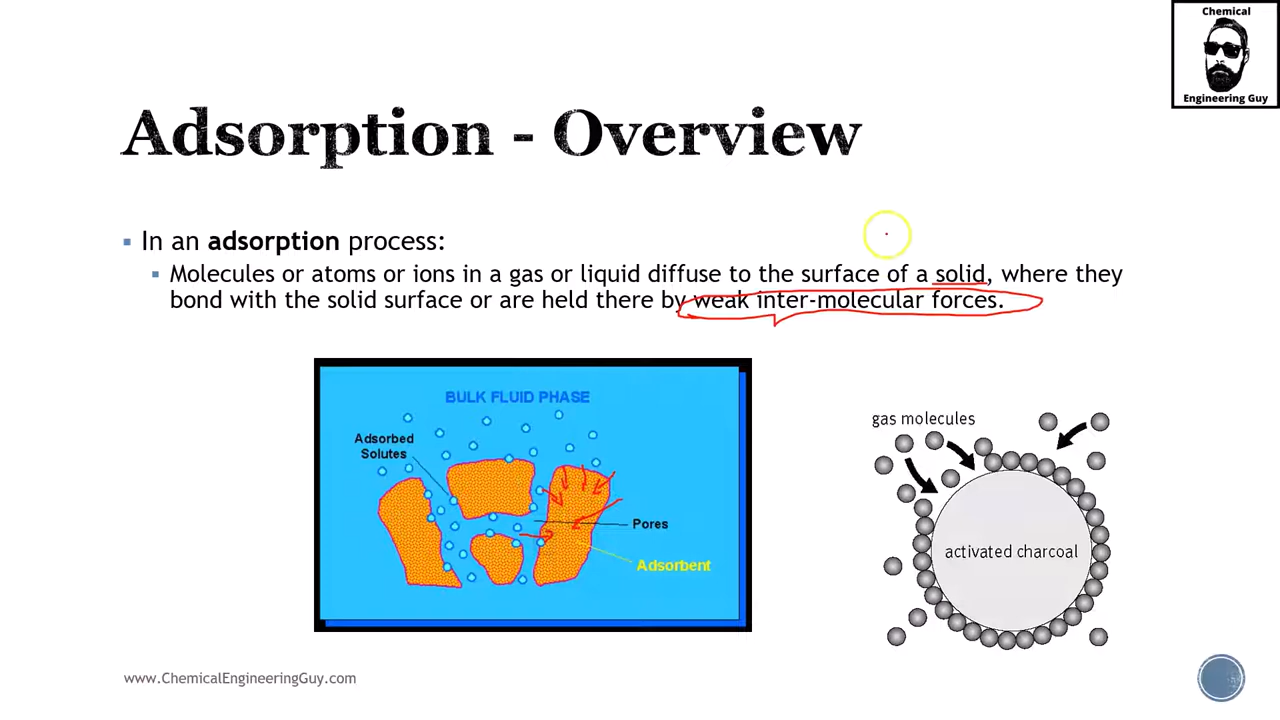 Chemical
Engineering Guy
Adsorption - Overview
In an adsorption process:
Molecules or atoms or ions in a gas or liquid diffuse to the surface of a solid, where they
bond with the solid surface or are held there by weak inter-molecular forces.
BULK FLUID PHASE
Adsorbed
Solutes
Pores
Adsorbent
gas molecules
activated charcoal
www.ChemicalEngineeringGuy.com